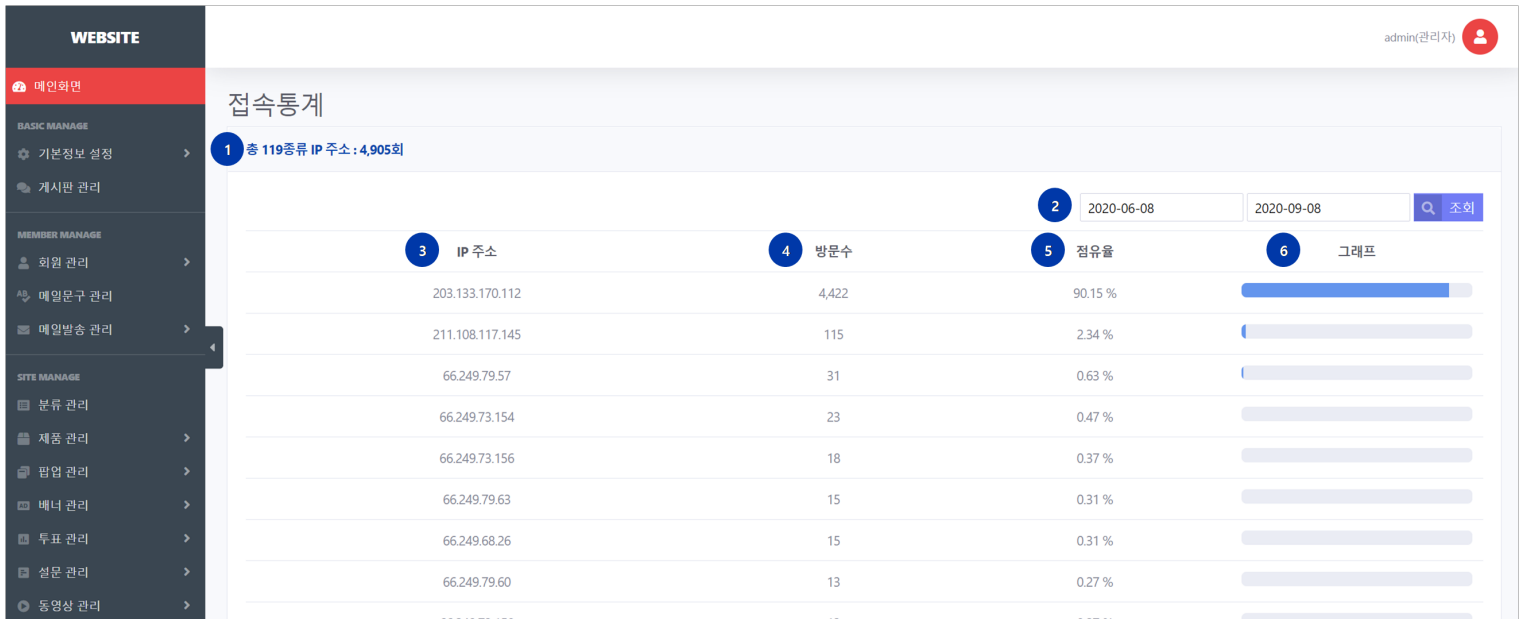 WEBSITE
admin(관리자)
메인화면
접속통계
BASIC MANAGE
기본정보 설정
게시판 관리
MEMBER MANAGE
회원 관리
메일문구 관리
메일발송 관리
SITE MANAGE
분류 관리
제품 관리
팝업 관리
배너 관리
투표 관리
설문 관리
동영상 관리
1 총 119종류 IP 주소 : 4,905회
2 2020-06-08 2020-09-08 조회
3 IP 주소 4 방문수 5 점유율 6 그래프
203.133.170.112 4,422 90.15 %
211.108.117.145 115 2.34 %
66.249.79.57 31 0.63 %
66.249.73.154 23 0.47 %
66.249.73.156 18 0.37 %
66.249.79.63 15 0.31 %
66.249.68.26 15 0.31 %
66.249.79.60 13 0.27 %